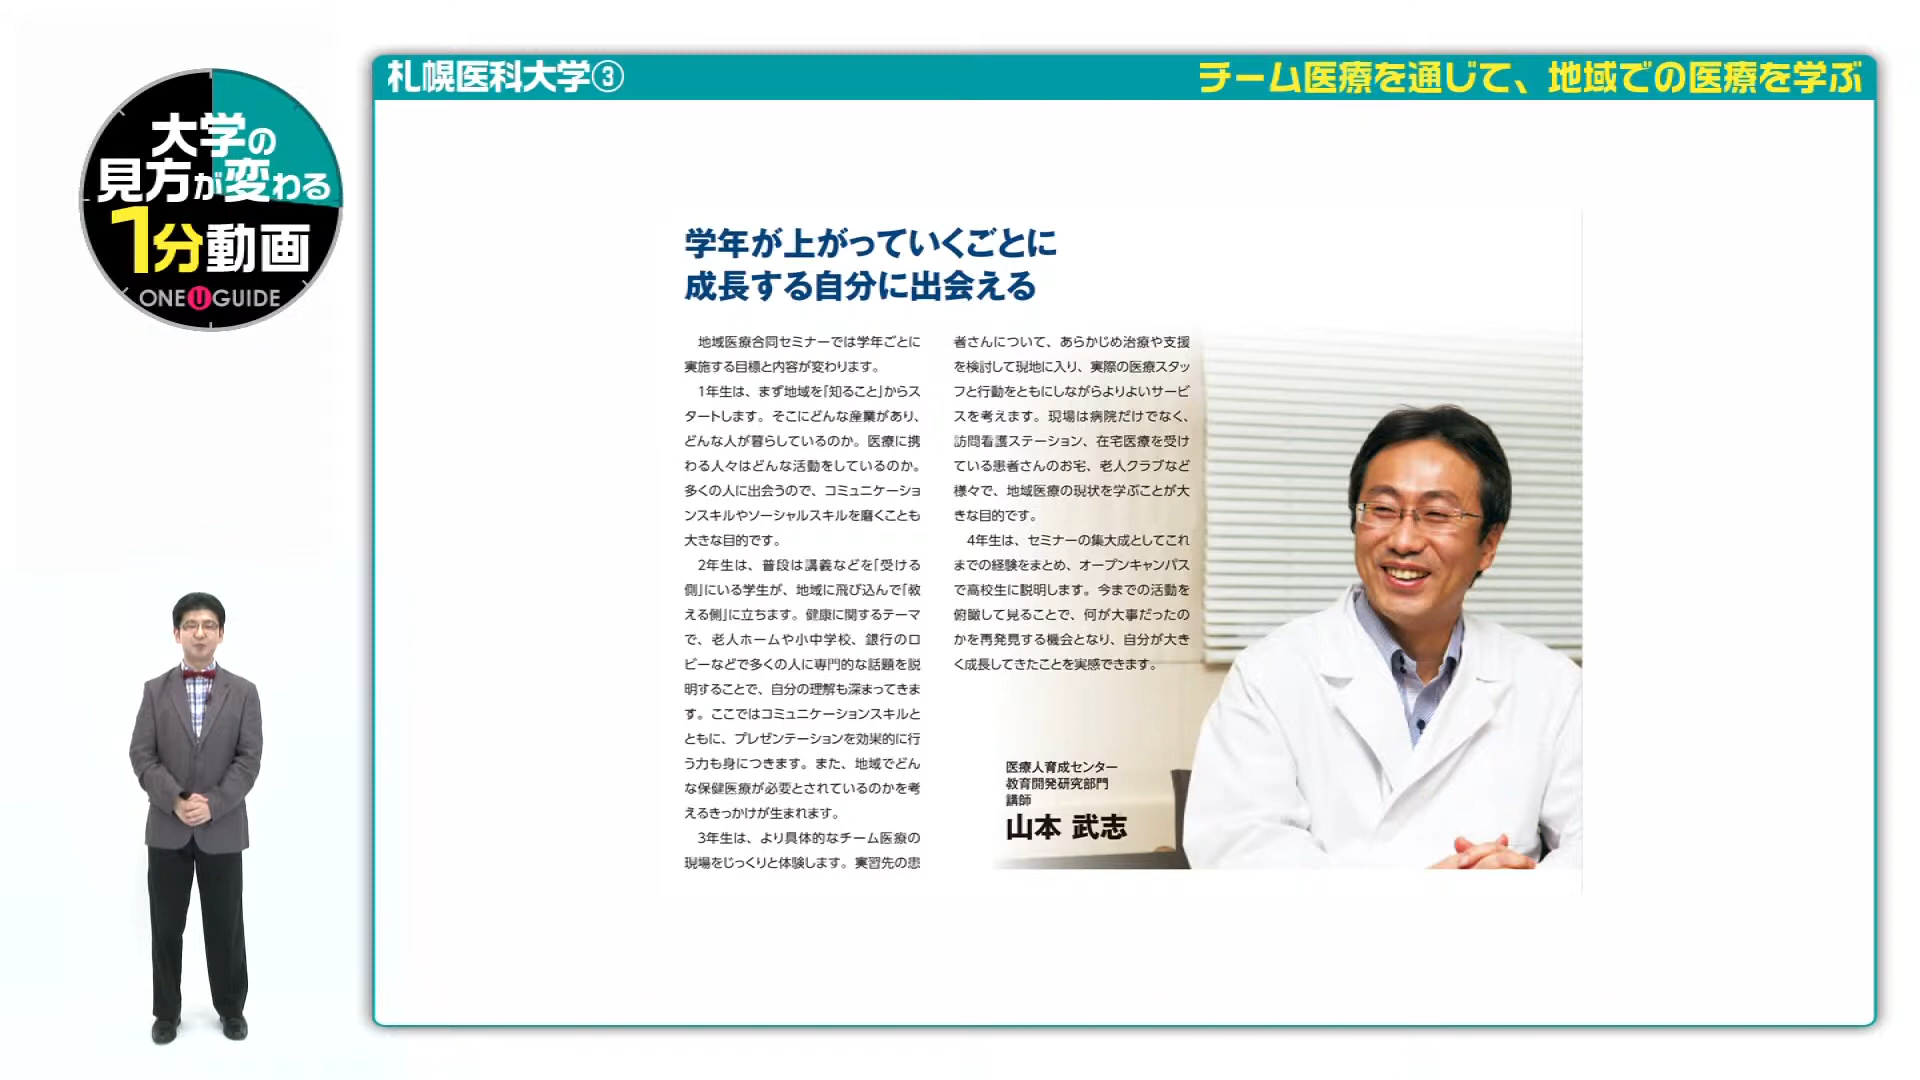 大学の
見方が変わる
1分動画
ONE U GUIDE
札幌医科大学③
チーム医療を通じて、地域での医療を学ぶ
学年が上がっていくごとに
成長する自分に出会える
地域医療合同セミナーでは学年ごとに
実施する目標と内容が変わります。
1年生は、まず地域を「知ること」からス
タートします。そこにどんな産業があり、
どんな人が暮らしているのか。医療に携
わる人々はどんな活動をしているのか。
多くの人に出会うので、コミュニケーショ
ンスキルやソーシャルスキルを磨くことも
大きな目的です。
2年生は、普段は講義などを「受ける
側」にいる学生が、地域に飛び込んで「教
える側」に立ちます。健康に関するテーマ
で、老人ホームや小中学校、銀行のロ
ビーなどで多くの人に専門的な話題を説
明することで、自分の理解も深まってきま
す。ここではコミュニケーションスキルと
ともに、プレゼンテーションを効果的に行
う力も身につきます。また、地域でどん
な保健医療が必要とされているのかを考
えるきっかけが生まれます。
3年生は、より具体的なチーム医療の
現場をじっくりと体験します。実習先の患
者さんについて、あらかじめ治療や支援
を検討して現地に入り、実際の医療スタッ
フと行動をともにしながらよりよいサービ
スを考えます。現場は病院だけでなく、
訪問看護ステーション、在宅医療を受け
ている患者さんのお宅、老人クラブなど
様々で、地域医療の現状を学ぶことが大
きな目的です。
4年生は、セミナーの集大成としてこれ
までの経験をまとめ、オープンキャンパス
で高校生に説明します。今までの活動を
俯瞰して見ることで、何が大事だったの
かを再発見する機会となり、自分が大き
く成長してきたことを実感できます。
医療人育成センター
教育開発研究部門
講師
山本 武志